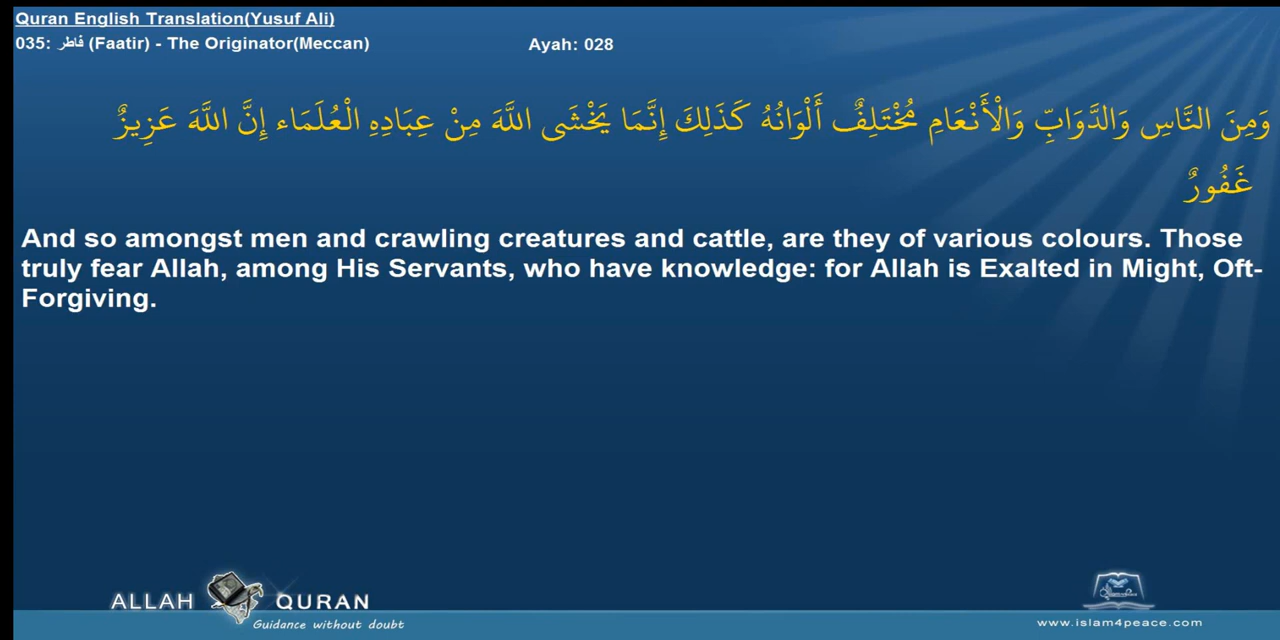 Quran English Translation(Yusuf Ali)
035: فاطر (Faatir) - The Originator(Meccan)
Ayah: 028
وَمِنَ النَّاسِ وَالدَّوَابِّ وَالْأَنْعَامِ مُخْتَلِفٌ أَلْوَانُهُ كَذَلِكَ إِنَّمَا يَخْشَى اللَّهَ مِنْ عِبَادِهِ الْعُلَمَاء إِنَّ اللَّهَ عَزِيزٌ
غَفُورٌ
And so amongst men and crawling creatures and cattle, are they of various colours. Those
truly fear Allah, among His Servants, who have knowledge: for Allah is Exalted in Might, Oft-
Forgiving.
ALLAH QURAN
Guidance without doubt
www.islam4peace.com